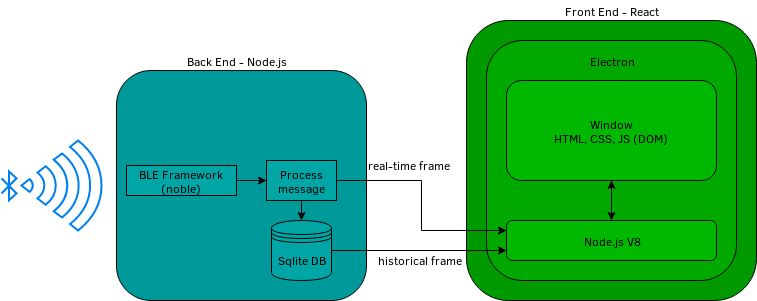 Front End - React
Back End - Node.js
Electron
Window
HTML, CSS, JS (DOM)
BLE Framework
(noble)
Process
message
real-time frame
Node.js V8
Sqlite DB
historical frame